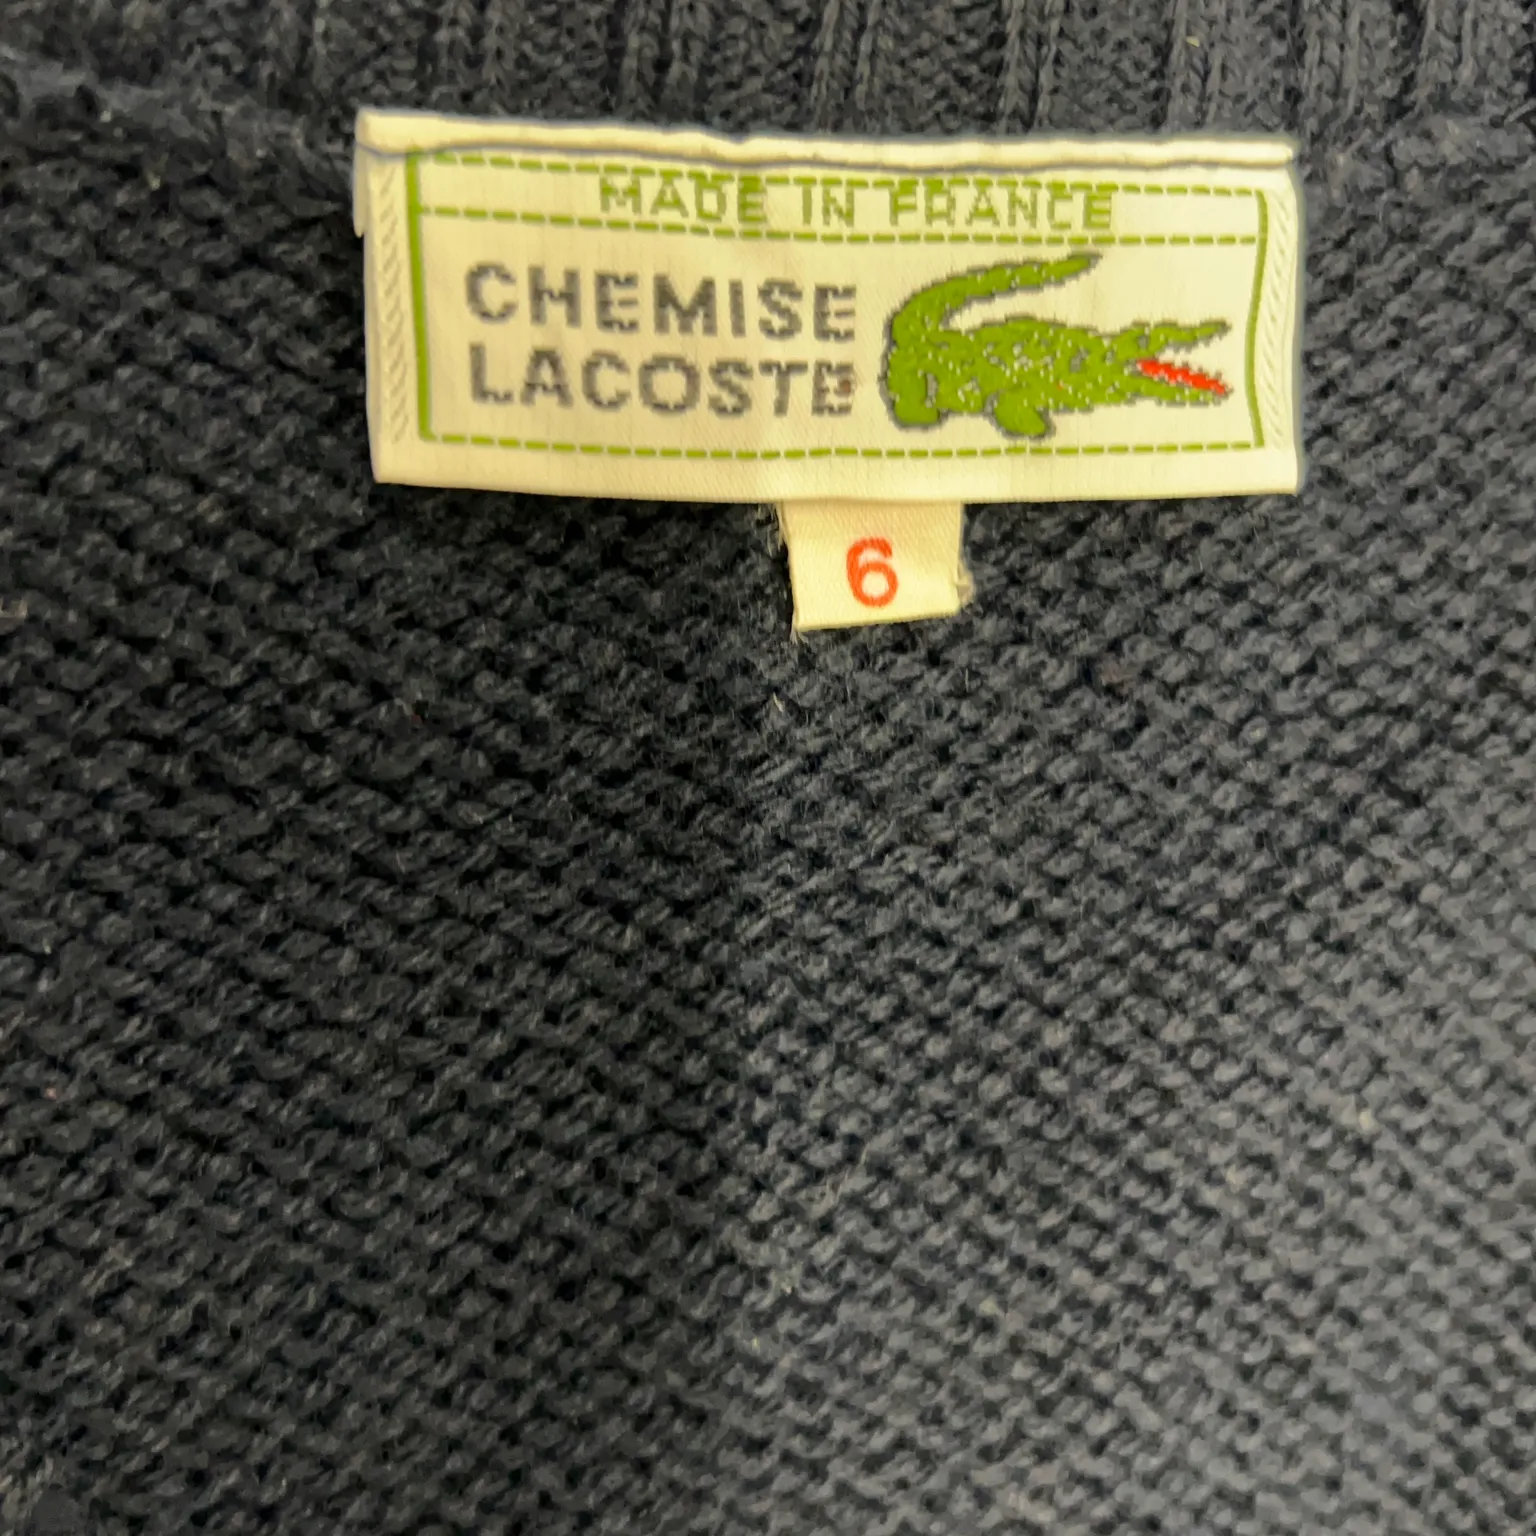 MADE IN FRANCE
CHEMISE
LACOSTE
6